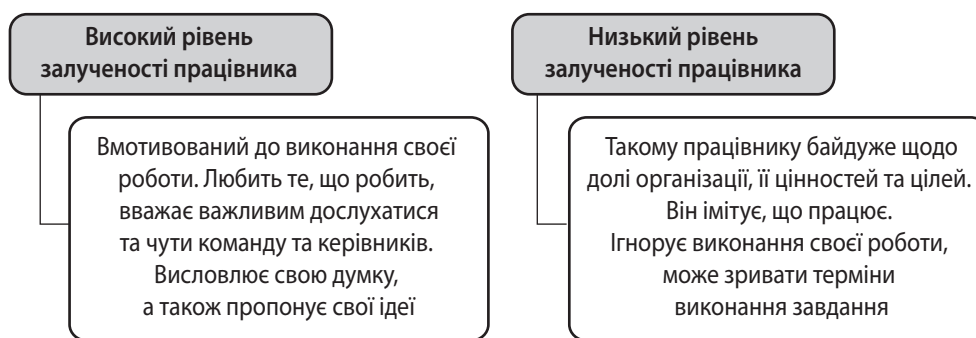 Високий рівень
залученості працівника
Вмотивований до виконання своєї
роботи. Любить те, що робить,
вважає важливим дослухатися
та чути команду та керівників.
Висловлює свою думку,
а також пропонує свої ідеї
Низький рівень
залученості працівника
Такому працівнику байдуже щодо
долі організації, її цінностей та цілей.
Він імітує, що працює.
Ігнорує виконання своєї роботи,
може зривати терміни
виконання завдання